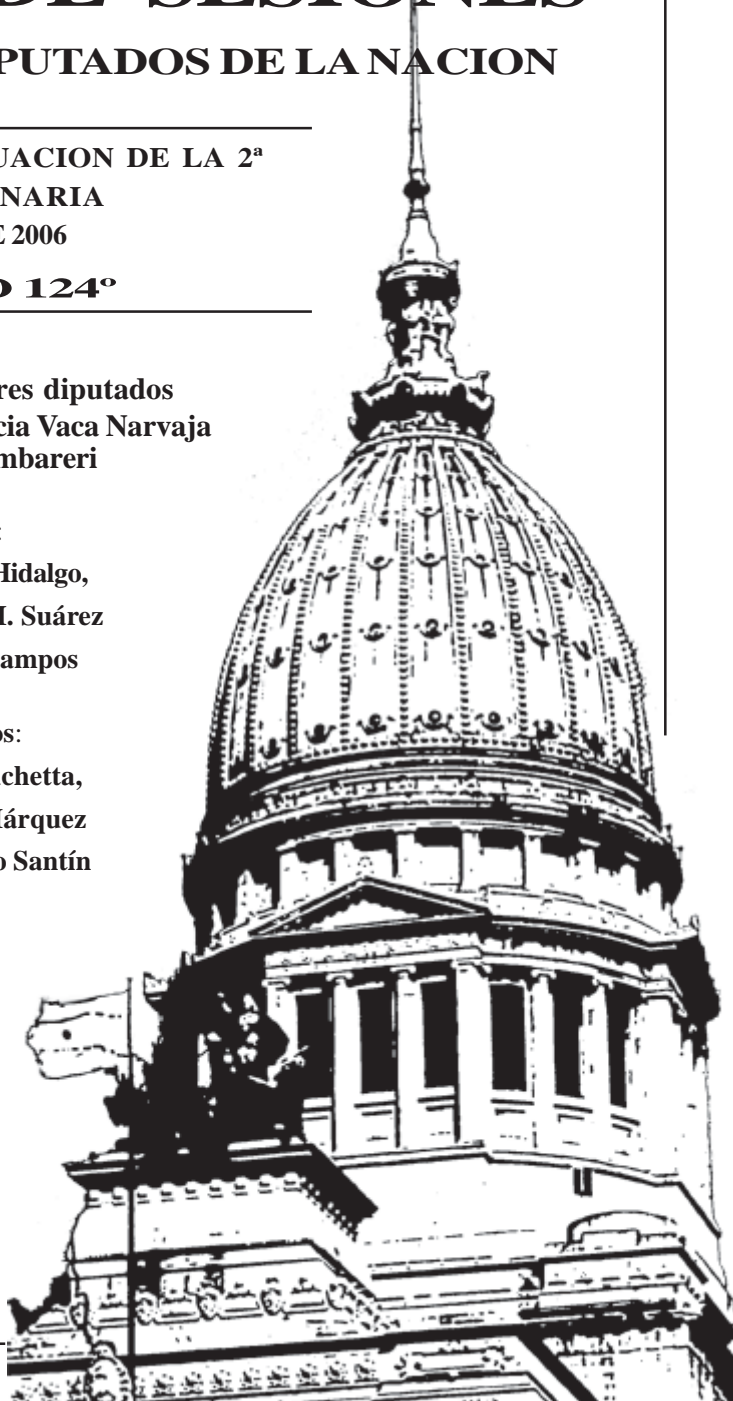 DE SESIONES
PUTADOS DE LA NACION
UACION DE LA 2ª
NARIA
E 2006
O 124º
res diputados
cia Vaca Narvaja
mbareri
:
Hidalgo,
I. Suárez
ampos
os:
chetta,
Márquez
o Santín